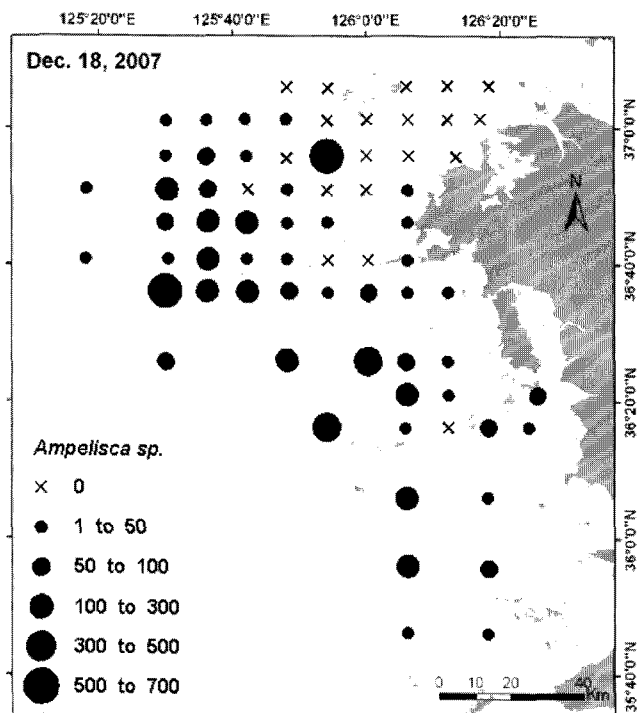 125°20'0"E 125°40'0"E 126°0'0"E 126°20'0"E
Dec. 18, 2007
37°0'0"N
N
36°40'0"N
36°20'0"N
36°0'0"N
35°40'0"N
Ampelisca sp.
0
1 to 50
50 to 100
100 to 300
300 to 500
500 to 700
0 10 20 40
Km